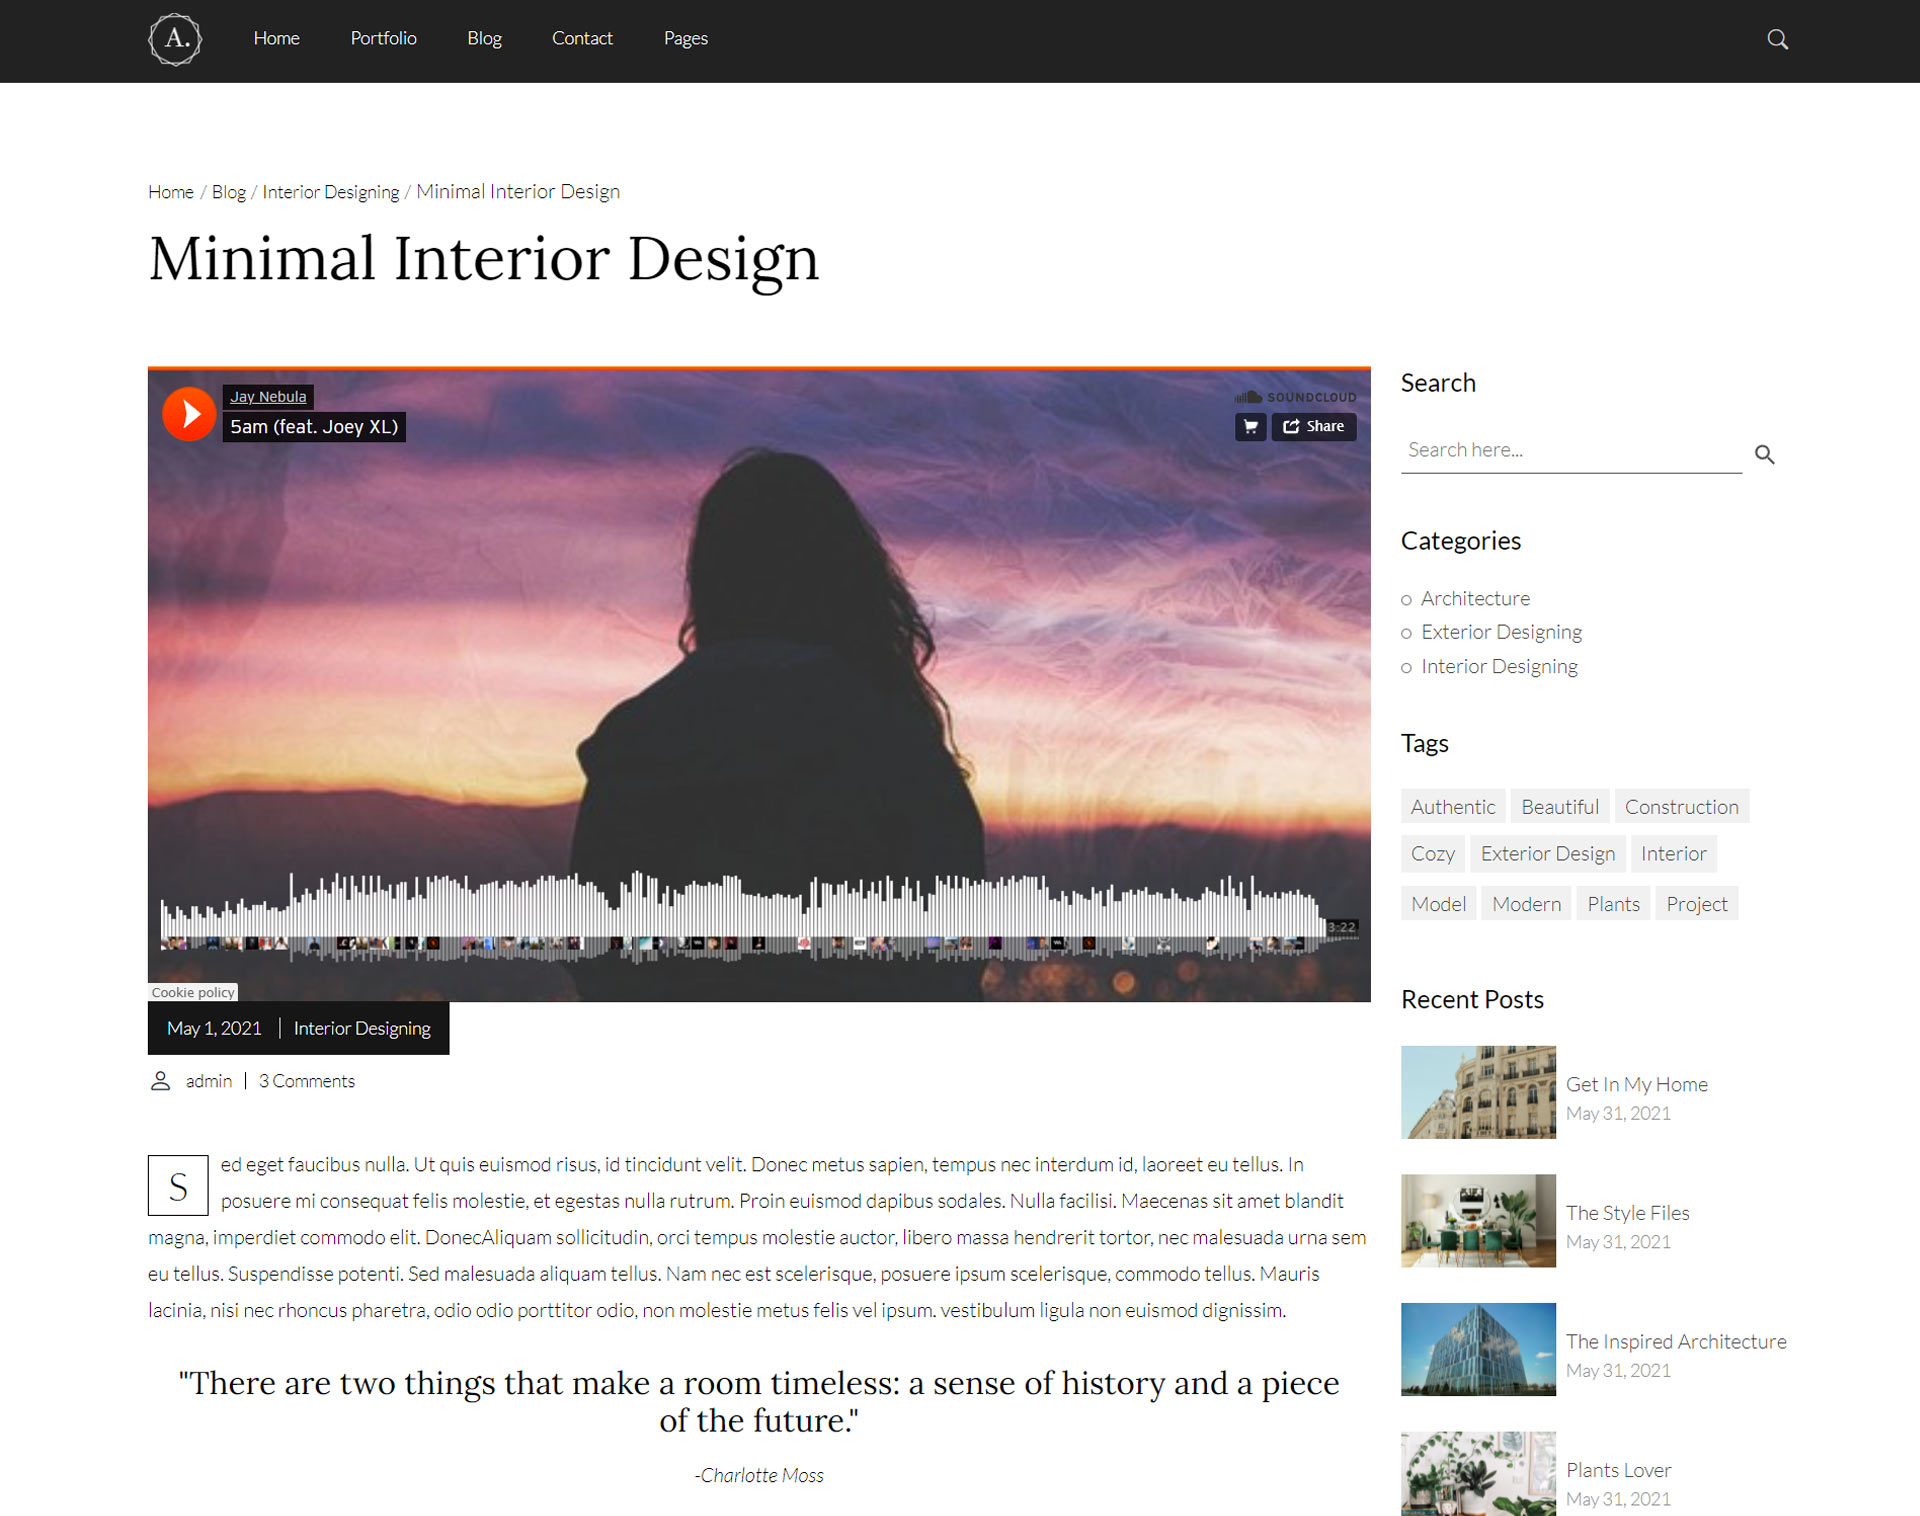 A.
Home Portfolio Blog Contact Pages
Home / Blog / Interior Designing / Minimal Interior Design
Minimal Interior Design
Jay Nebula
5am (feat. Joey XL)
SOUNDCLOUD
Share
3:22
Cookie policy
May 1, 2021 | Interior Designing
admin | 3 Comments
Sed eget faucibus nulla. Ut quis euismod risus, id tincidunt velit. Donec metus sapien, tempus nec interdum id, laoreet eu tellus. In
posuere mi consequat felis molestie, et egestas nulla rutrum. Proin euismod dapibus sodales. Nulla facilisi. Maecenas sit amet blandit
magna, imperdiet commodo elit. DonecAliquam sollicitudin, orci tempus molestie auctor, libero massa hendrerit tortor, nec malesuada urna sem
eu tellus. Suspendisse potenti. Sed malesuada aliquam tellus. Nam nec est scelerisque, posuere ipsum scelerisque, commodo tellus. Mauris
lacinia, nisi nec rhoncus pharetra, odio odio porttitor odio, non molestie metus felis vel ipsum. vestibulum ligula non euismod dignissim.
"There are two things that make a room timeless: a sense of history and a piece
of the future."
-Charlotte Moss
Search
Search here...
Categories
Architecture
Exterior Designing
Interior Designing
Tags
Authentic Beautiful Construction
Cozy Exterior Design Interior
Model Modern Plants Project
Recent Posts
Get In My Home
May 31, 2021
The Style Files
May 31, 2021
The Inspired Architecture
May 31, 2021
Plants Lover
May 31, 2021